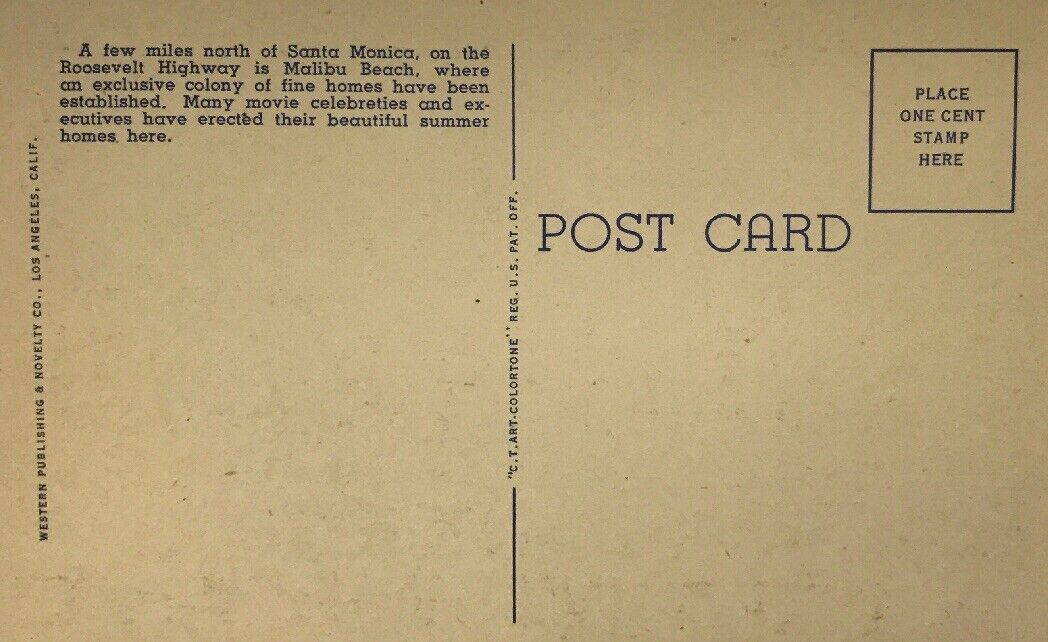 A few miles north of Santa Monica, on the
Roosevelt Highway is Malibu Beach, where
an exclusive colony of fine homes have been
established. Many movie celebreties and ex-
ecutives have erected their beautiful summer
homes here.
WESTERN PUBLISHING & NOVELTY CO., LOS ANGELES, CALIF.
"C.T. ART-COLORTONE" REG. U.S. PAT. OFF.
POST CARD
PLACE
ONE CENT
STAMP
HERE